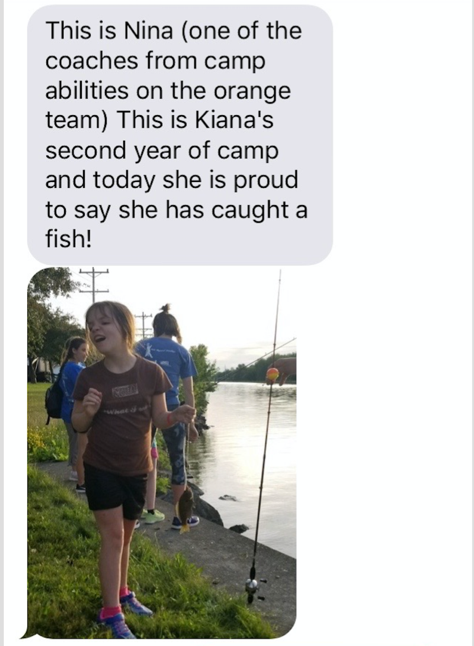 This is Nina (one of the
coaches from camp
abilities on the orange
team) This is Kiana's
second year of camp
and today she is proud
to say she has caught a
fish!